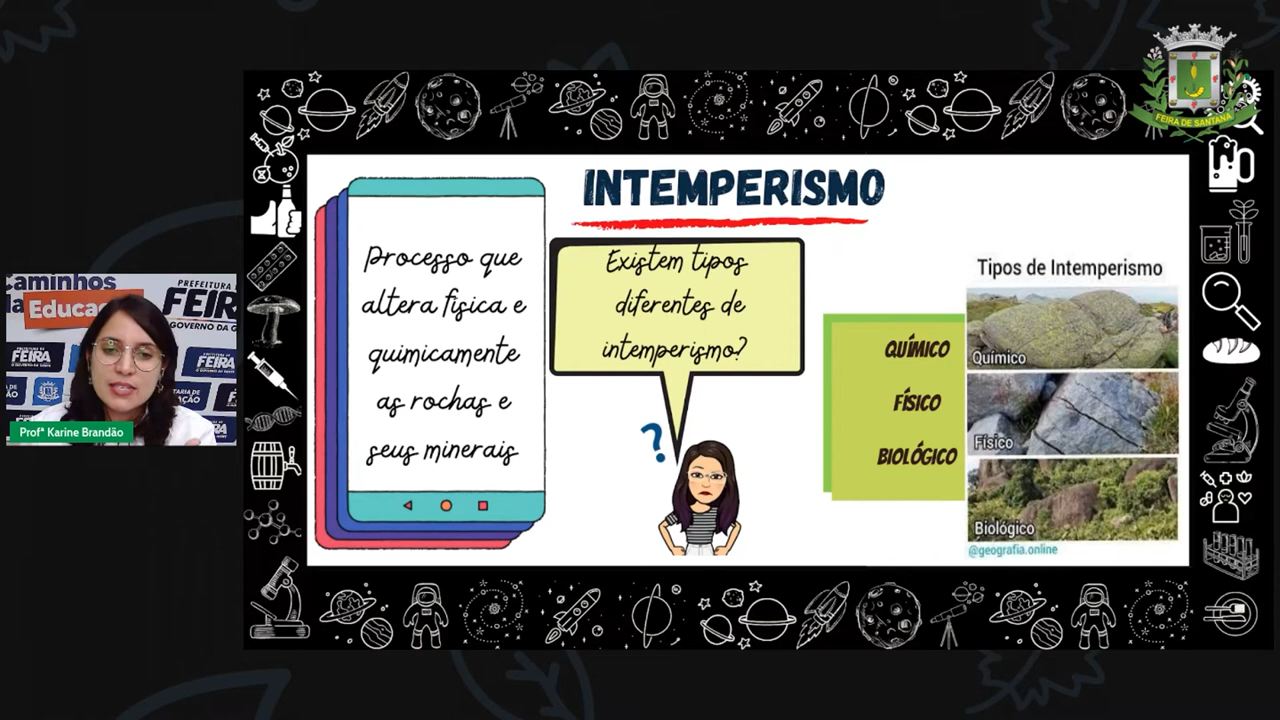 FEIRA DE SANTANA
INTEMPERISMO
Processo que
altera física e
quimicamente
as rochas e
seus minerais
Existem tipos
diferentes de
intemperismo?
?
QUÍMICO
FÍSICO
BIOLÓGICO
Tipos de Intemperismo
Químico
Físico
Biológico
@geografia.online
Caminhos
da
Educa
PREFEITURA
FEIR
GOVERNO DA
FEIRA
FEIRA
Profª Karine Brandão